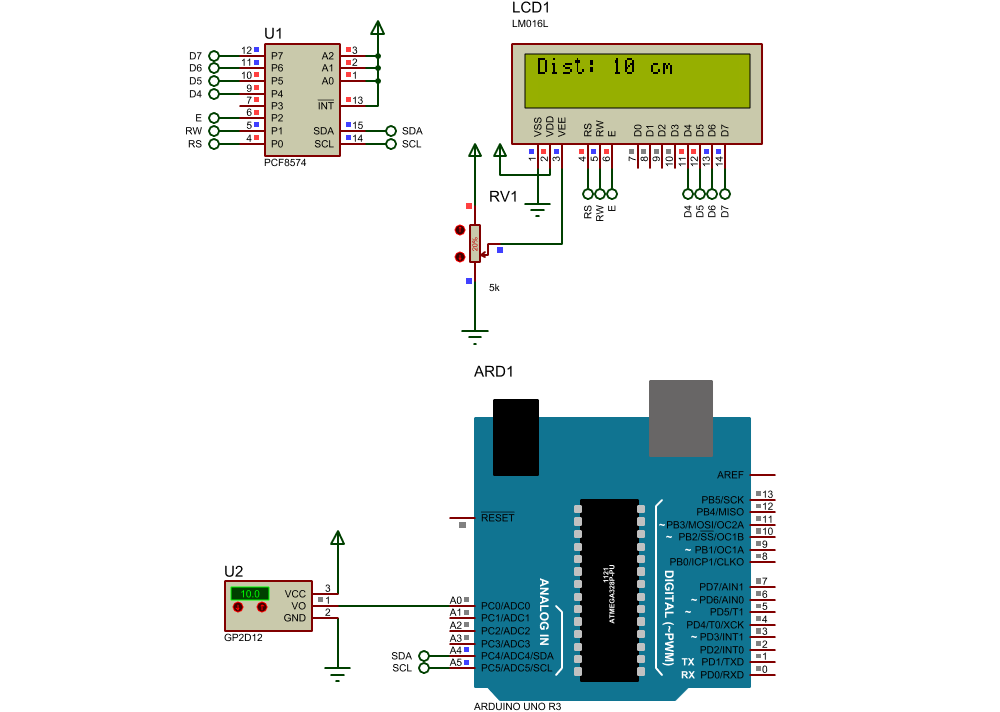 LCD1
LM016L
Dist: 10 cm
VSS VDD VEE RS RW E D0 D1 D2 D3 D4 D5 D6 D7
1 2 3 4 5 6 7 8 9 10 11 12 13 14
RS RW E D4 D5 D6 D7
U1
D7 12 P7 A2 3
D6 11 P6 A1 2
D5 10 P5 A0 1
D4 9 P4
7 P3 INT 13
E 6 P2
RW 5 P1 SDA 15 SDA
RS 4 P0 SCL 14 SCL
PCF8574
RV1
20%
5k
ARD1
AREF
RESET
PB5/SCK 13
PB4/MISO 12
~PB3/MOSI/OC2A 11
~ PB2/SS/OC1B 10
~ PB1/OC1A 9
PB0/ICP1/CLKO 8
PD7/AIN1 7
~ PD6/AIN0 6
~ PD5/T1 5
PD4/T0/XCK 4
~ PD3/INT1 3
PD2/INT0 2
TX PD1/TXD 1
RX PD0/RXD 0
DIGITAL (~PWM)
ANALOG IN
1121
ATMEGA328P-PU
A0 PC0/ADC0
A1 PC1/ADC1
A2 PC2/ADC2
A3 PC3/ADC3
SDA A4 PC4/ADC4/SDA
SCL A5 PC5/ADC5/SCL
ARDUINO UNO R3
U2
10.0
VCC 3
VO 1
GND 2
GP2D12